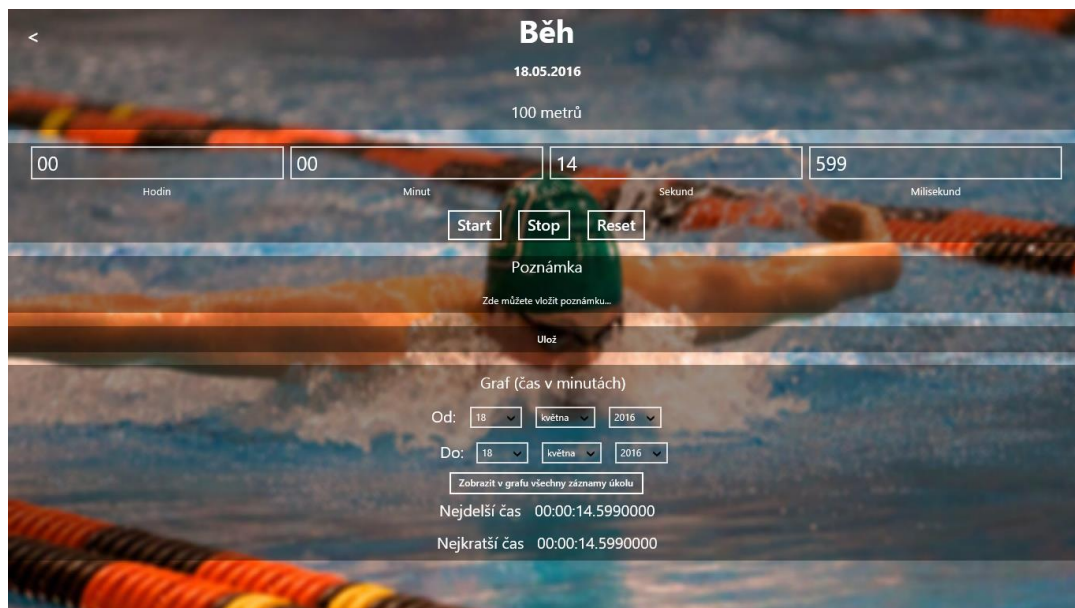 <
Běh
18.05.2016
100 metrů
00 00 14 599
Hodin Minut Sekund Milisekund
Start Stop Reset
Poznámka
Zde můžete vložit poznámku...
Ulož
Graf (čas v minutách)
Od: 18 května 2016
Do: 18 května 2016
Zobrazit v grafu všechny záznamy úkolu
Nejdelší čas 00:00:14.5990000
Nejkratší čas 00:00:14.5990000